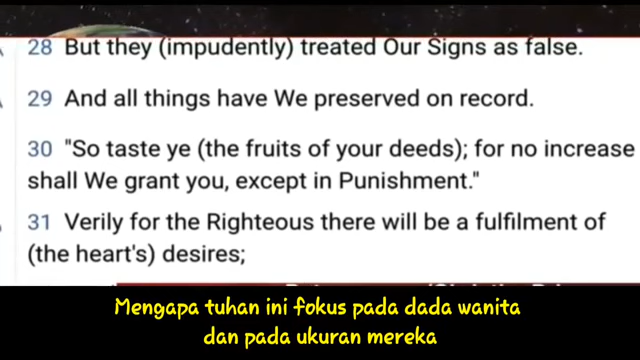 28 But they (impudently) treated Our Signs as false.
29 And all things have We preserved on record.
30 "So taste ye (the fruits of your deeds); for no increase
shall We grant you, except in Punishment."
31 Verily for the Righteous there will be a fulfilment of
(the heart's) desires;
Mengapa tuhan ini fokus pada dada wanita
dan pada ukuran mereka